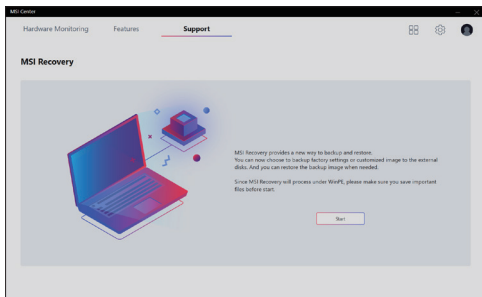 MSI Center
Hardware Monitoring
Features
Support
MSI Recovery
MSI Recovery provides a new way to backup and restore.
You can now choose to backup factory settings or customized image to the external
disks. And you can restore the backup image when needed.
Since MSI Recovery will process under WinPE, please make sure you save important
files before start.
Start